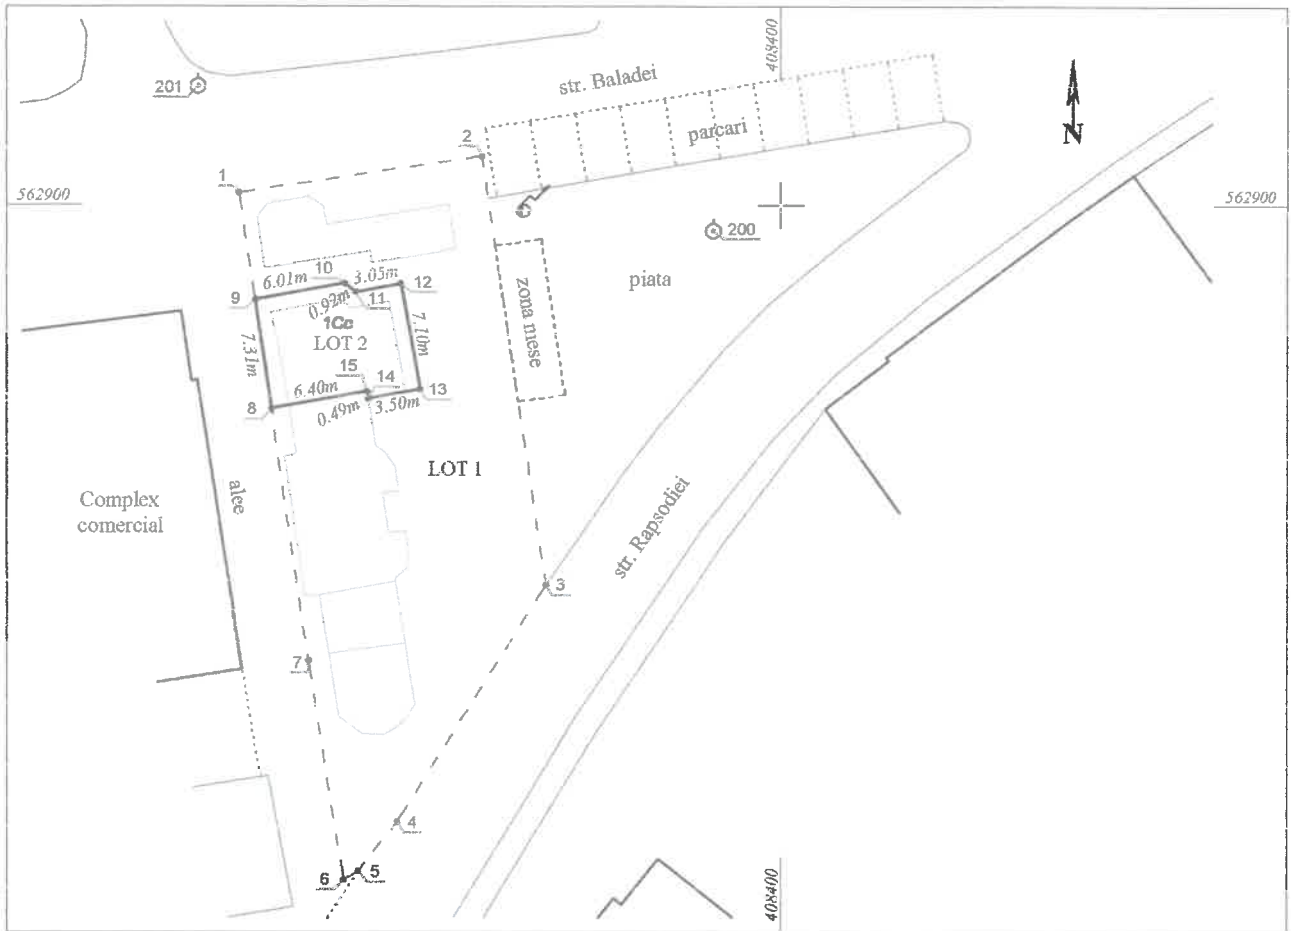 408400
201
str. Baladei
parcari
N
2
1
562900
562900
200
piata
10
3.05m
12
6.01m
9
0.92m
11
zona mese
1Cc
7.10m
LOT 2
7.31m
15
14
13
6.40m
8
0.49m
3.50m
LOT 1
alee
Complex
comercial
str. Rapsodiei
3
7
4
6
5
408400